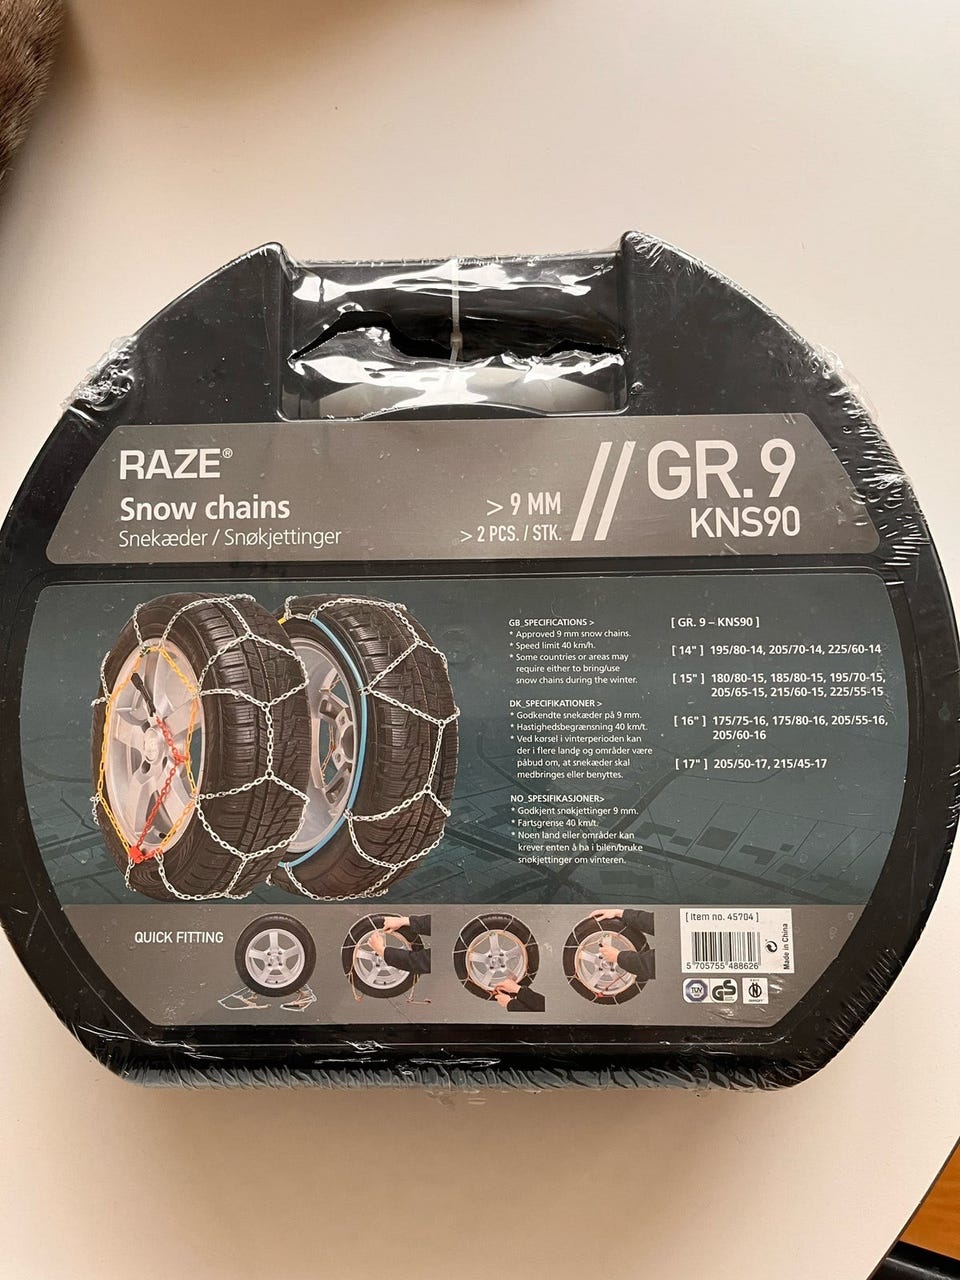 RAZE®
Snow chains
Snekæder / Snøkjettinger
> 9 MM
> 2 PCS. / STK.
// GR. 9
KNS90
GB_SPECIFICATIONS >
* Approved 9 mm snow chains.
* Speed limit 40 km/h.
* Some countries or areas may
require either to bring/use
snow chains during the winter.
DK_SPECIFIKATIONER >
* Godkendte snekæder på 9 mm.
* Hastighedsbegrænsning 40 km/t.
* Ved kørsel i vinterperioden kan
der i flere lande og områder være
påbud om, at snekæder skal
medbringes eller benyttes.
NO_SPESIFIKASJONER>
* Godkjent snøkjettinger 9 mm.
* Fartsgrense 40 km/t.
* Noen land eller områder kan
krever enten å ha i bilen/bruke
snøkjettinger om vinteren.
[ GR. 9 – KNS90 ]
[ 14" ] 195/80-14, 205/70-14, 225/60-14
[ 15" ] 180/80-15, 185/80-15, 195/70-15,
205/65-15, 215/60-15, 225/55-15
[ 16" ] 175/75-16, 175/80-16, 205/55-16,
205/60-16
[ 17" ] 205/50-17, 215/45-17
QUICK FITTING
[ Item no. 45704 ]
5 705755 488626
Made in China
TÜV
GS